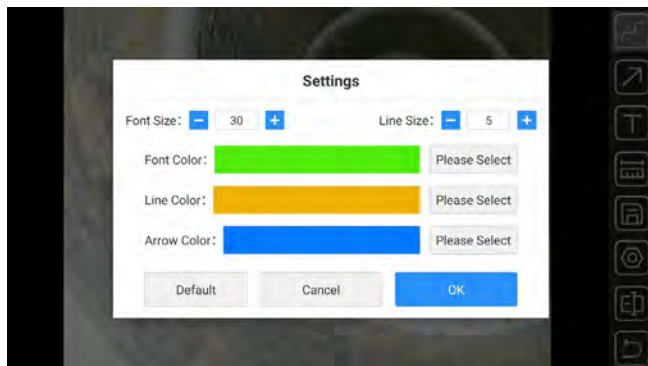 Settings
Font Size: − 30 + Line Size: − 5 +
Font Color: Please Select
Line Color: Please Select
Arrow Color: Please Select
Default Cancel OK
T